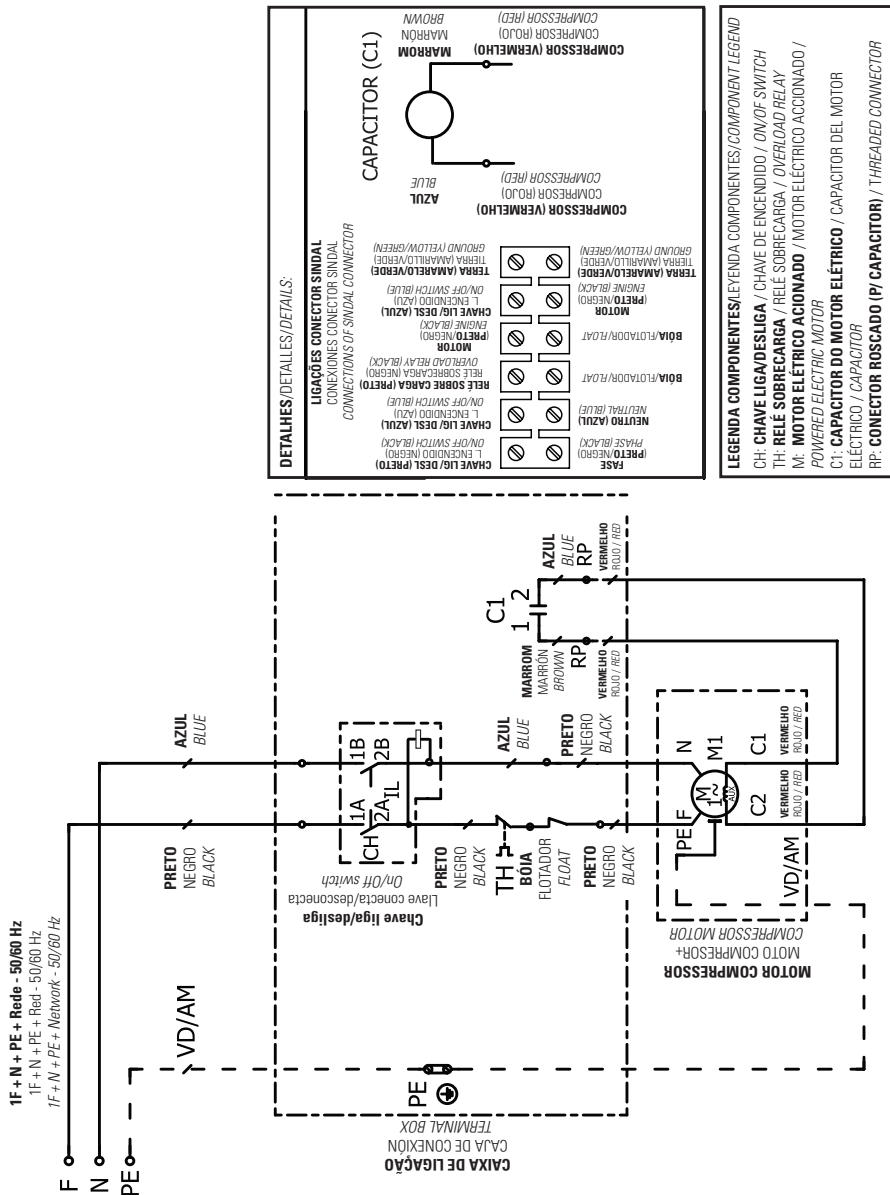 1F + N + PE + Rede - 50/60 Hz
1F + N + PE + Red - 50/60 Hz
1F + N + PE + Network - 50/60 Hz
F
N
PE
VD/AM
PRETO
NEGRO
BLACK
AZUL
BLUE
CAIXA DE LIGAÇÃO
CAJA DE CONEXIÓN
TERMINAL BOX
PE
Chave liga/desliga
Llave conecta/desconecta
On/Off switch
CH
1A
2A
IL
1B
2B
PRETO
NEGRO
BLACK
AZUL
BLUE
TH
BÓIA
FLOTADOR
FLOAT
PRETO
NEGRO
BLACK
PRETO
NEGRO
BLACK
C1
1 2
MARROM
MARRÓN
BROWN
RP
AZUL
BLUE
RP
VERMELHO
ROJO / RED
VERMELHO
ROJO / RED
MOTOR COMPRESSOR
MOTO COMPRESOR+
COMPRESSOR MOTOR
PE F
N
M
1~
AUX
M1
C2
C1
VERMELHO
ROJO / RED
VERMELHO
ROJO / RED
VD/AM
DETALHES/DETALLES/DETAILS:
LIGAÇÕES CONECTOR SINDAL
CONEXIONES CONECTOR SINDAL
CONNECTIONS OF SINDAL CONNECTOR
CHAVE LIG/ DESL (PRETO)
L ENCENDIDO (NEGRO)
ON/OFF SWITCH (BLACK)
CHAVE LIG/ DESL (AZUL)
L ENCENDIDO (AZU)
ON/OFF SWITCH (BLUE)
RELÉ SOBRE CARGA (PRETO)
RELÉ SOBRECARGA (NEGRO)
OVERLOAD RELAY (BLACK)
MOTOR
(PRETO/NEGRO)
ENGINE (BLACK)
CHAVE LIG/ DESL (AZUL)
L ENCENDIDO (AZU)
ON/OFF SWITCH (BLUE)
TERRA (AMARELO/VERDE)
TIERRA (AMARILLO/VERDE)
GROUND (YELLOW/GREEN)
FASE
(PRETO/NEGRO)
PHASE (BLACK)
NEUTRO (AZUL)
NEUTRAL (BLUE)
BÓIA/FLOTADOR/FLOAT
BÓIA/FLOTADOR/FLOAT
MOTOR
(PRETO/NEGRO)
ENGINE (BLACK)
TERRA (AMARELO/VERDE)
TIERRA (AMARILLO/VERDE)
GROUND (YELLOW/GREEN)
CAPACITOR (C1)
AZUL
BLUE
MARROM
MARRÓN
BROWN
COMPRESSOR (VERMELHO)
COMPRESSOR (ROJO)
COMPRESSOR (RED)
COMPRESSOR (VERMELHO)
COMPRESSOR (ROJO)
COMPRESSOR (RED)
LEGENDA COMPONENTES/LEYENDA COMPONENTES/COMPONENT LEGEND
CH: CHAVE LIGA/DESLIGA / CHAVE DE ENCENDIDO / ON/OF SWITCH
TH: RELÉ SOBRECARGA / RELÉ SOBRECARGA / OVERLOAD RELAY
M: MOTOR ELÉTRICO ACIONADO / MOTOR ELÉCTRICO ACCIONADO /
POWERED ELECTRIC MOTOR
C1: CAPACITOR DO MOTOR ELÉTRICO / CAPACITOR DEL MOTOR
ELÉCTRICO / CAPACITOR
RP: CONECTOR ROSCADO (P/ CAPACITOR) / THREADED CONNECTOR